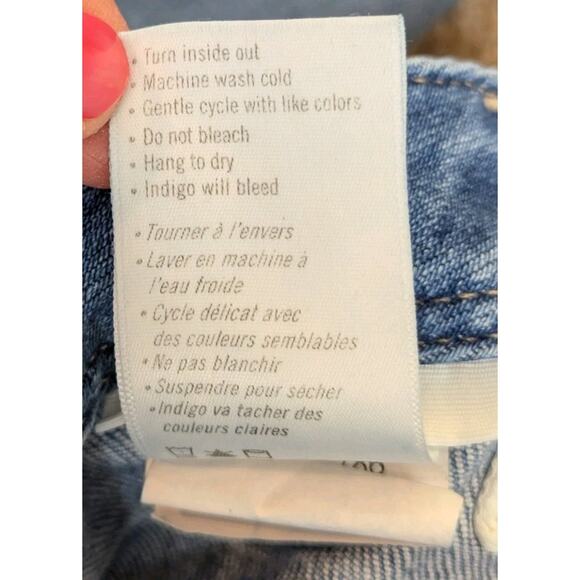 • Turn inside out
• Machine wash cold
• Gentle cycle with like colors
• Do not bleach
• Hang to dry
• Indigo will bleed
• Tourner à l'envers
• Laver en machine à
l'eau froide
• Cycle délicat avec
des couleurs semblables
• Ne pas blanchir
• Suspendre pour sécher
• Indigo va tacher des
couleurs claires